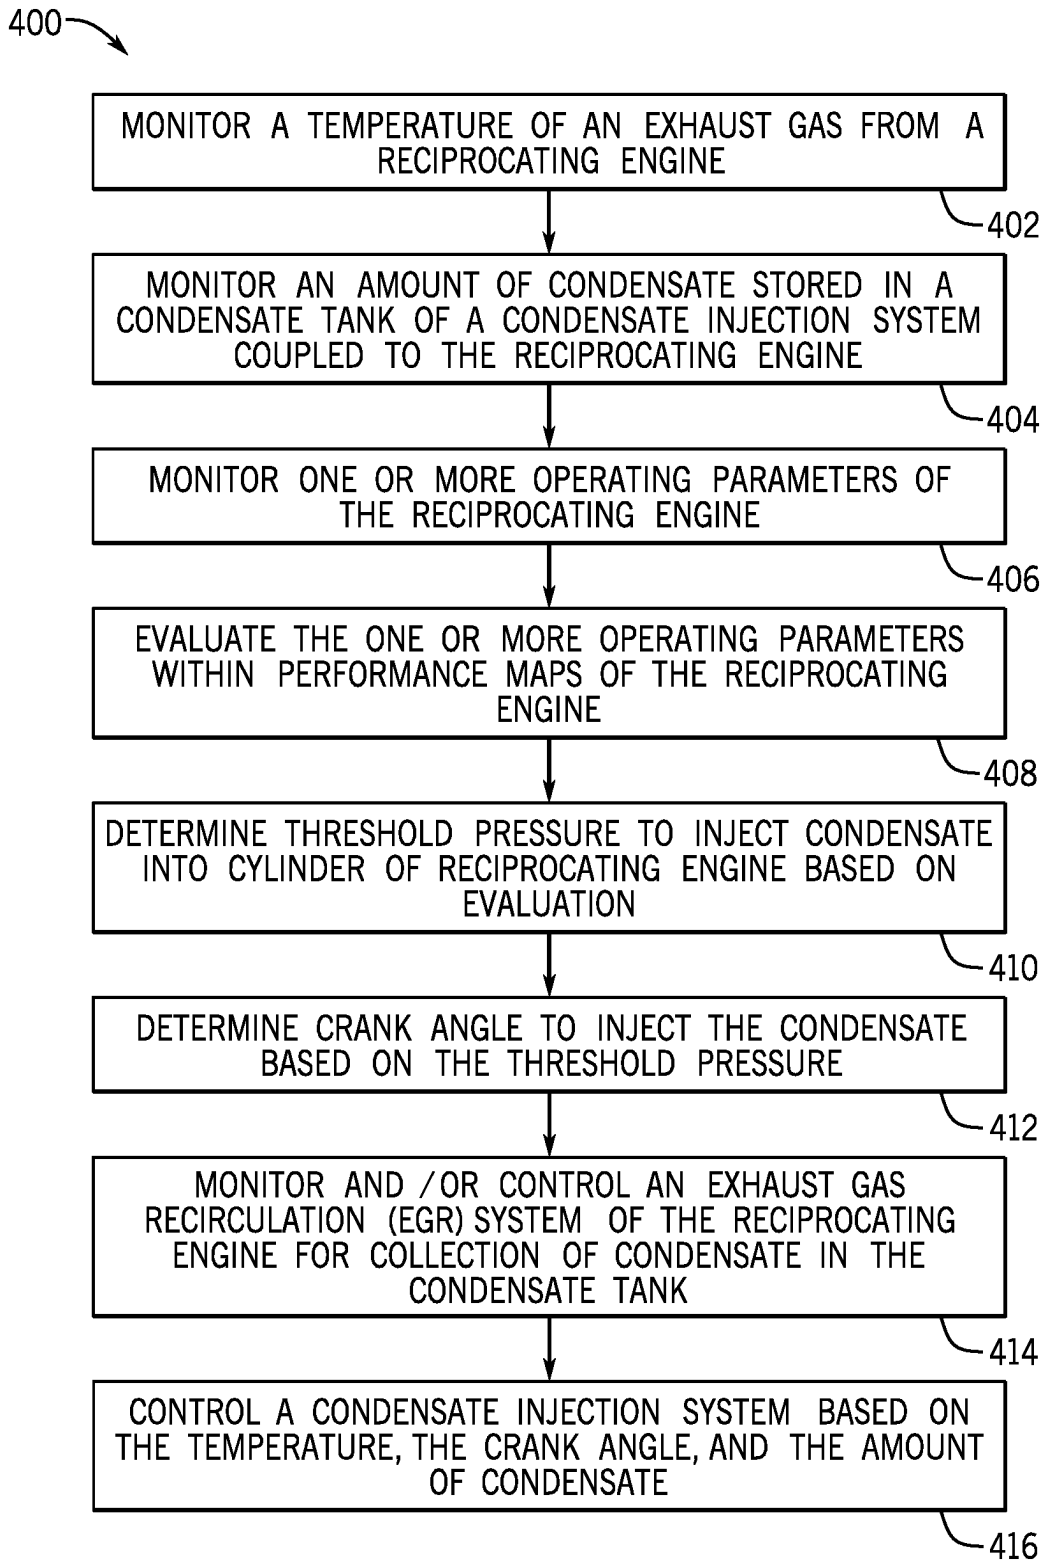 400
MONITOR A TEMPERATURE OF AN EXHAUST GAS FROM A
RECIPROCATING ENGINE
402
MONITOR AN AMOUNT OF CONDENSATE STORED IN A
CONDENSATE TANK OF A CONDENSATE INJECTION SYSTEM
COUPLED TO THE RECIPROCATING ENGINE
404
MONITOR ONE OR MORE OPERATING PARAMETERS OF
THE RECIPROCATING ENGINE
406
EVALUATE THE ONE OR MORE OPERATING PARAMETERS
WITHIN PERFORMANCE MAPS OF THE RECIPROCATING
ENGINE
408
DETERMINE THRESHOLD PRESSURE TO INJECT CONDENSATE
INTO CYLINDER OF RECIPROCATING ENGINE BASED ON
EVALUATION
410
DETERMINE CRANK ANGLE TO INJECT THE CONDENSATE
BASED ON THE THRESHOLD PRESSURE
412
MONITOR AND /OR CONTROL AN EXHAUST GAS
RECIRCULATION (EGR) SYSTEM OF THE RECIPROCATING
ENGINE FOR COLLECTION OF CONDENSATE IN THE
CONDENSATE TANK
414
CONTROL A CONDENSATE INJECTION SYSTEM BASED ON
THE TEMPERATURE, THE CRANK ANGLE, AND THE AMOUNT
OF CONDENSATE
416